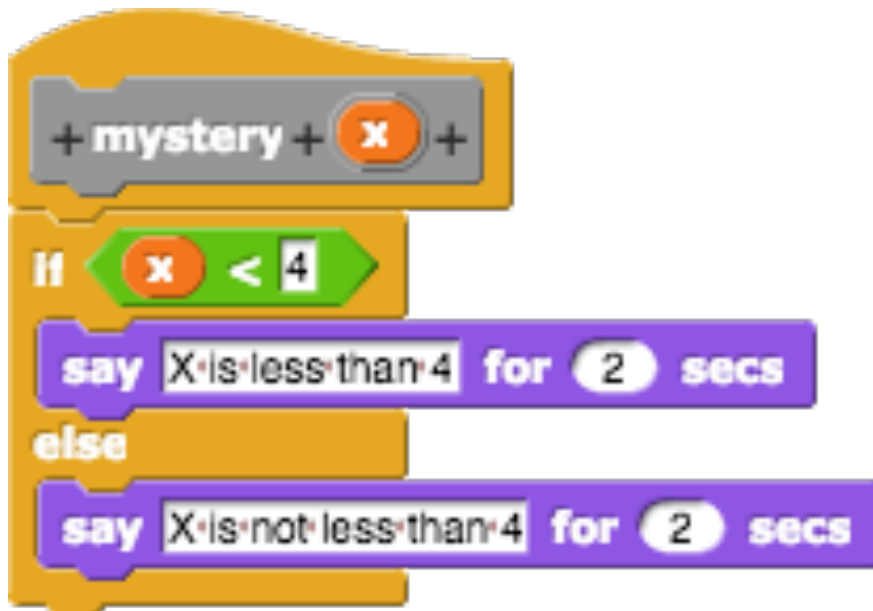 + mystery + x +
if x < 4
say X is less than 4 for 2 secs
else
say X is not less than 4 for 2 secs